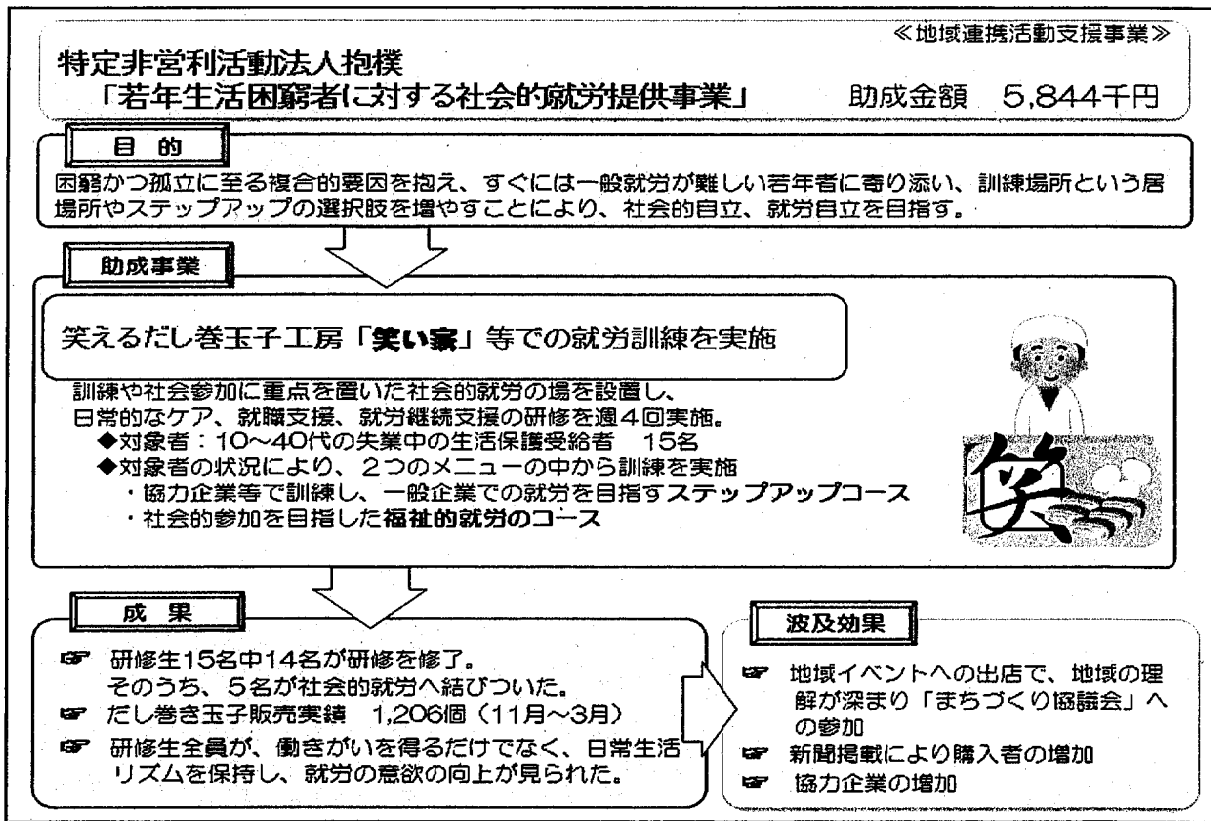 ≪地域連携活動支援事業≫
特定非営利活動法人抱樸
「若年生活困窮者に対する社会的就労提供事業」　助成金額　5,844千円
目 的
困窮かつ孤立に至る複合的要因を抱え、すぐには一般就労が難しい若年者に寄り添い、訓練場所という居
場所やステップアップの選択肢を増やすことにより、社会的自立、就労自立を目指す。
助成事業
笑えるだし巻玉子工房「笑い家」等での就労訓練を実施
訓練や社会参加に重点を置いた社会的就労の場を設置し、
日常的なケア、就職支援、就労継続支援の研修を週4回実施。
◆対象者：10～40代の失業中の生活保護受給者　15名
◆対象者の状況により、2つのメニューの中から訓練を実施
・協力企業等で訓練し、一般企業での就労を目指すステップアップコース
・社会的参加を目指した福祉的就労のコース
笑
成 果
☞ 研修生15名中14名が研修を修了。
そのうち、5名が社会的就労へ結びついた。
☞ だし巻き玉子販売実績　1,206個（11月～3月）
☞ 研修生全員が、働きがいを得るだけでなく、日常生活
リズムを保持し、就労の意欲の向上が見られた。
波及効果
☞ 地域イベントへの出店で、地域の理
解が深まり「まちづくり協議会」へ
の参加
☞ 新聞掲載により購入者の増加
☞ 協力企業の増加